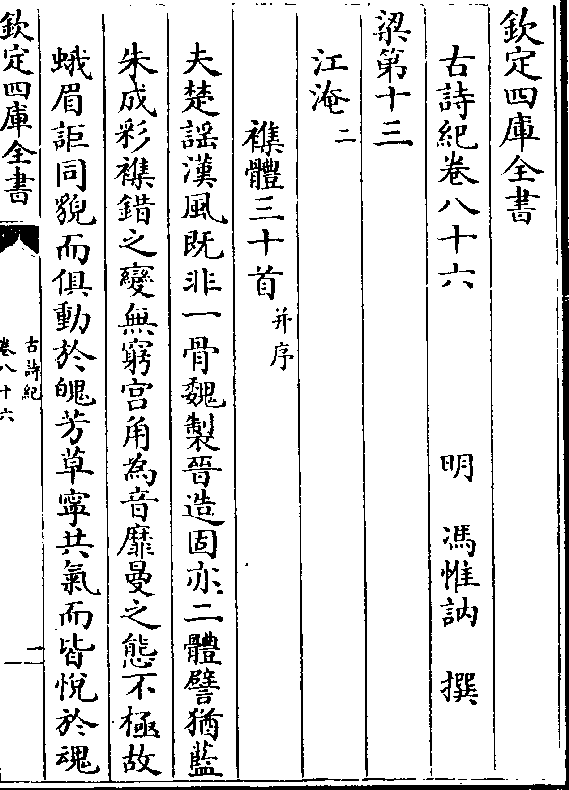 欽定四庫全書
古詩紀卷八十六 明 馮惟訥 撰
梁第十三
江淹二
襍體三十首并序
夫楚謡漢風既非一骨魏製晉造固亦二體譬猶藍
朱成彩襍錯之變無窮宫角為音靡曼之態不極故
蛾眉詎同貌而俱動於魄芳草寧共氣而皆悅於魂
欽定四庫全書
古詩紀
卷八十六
一